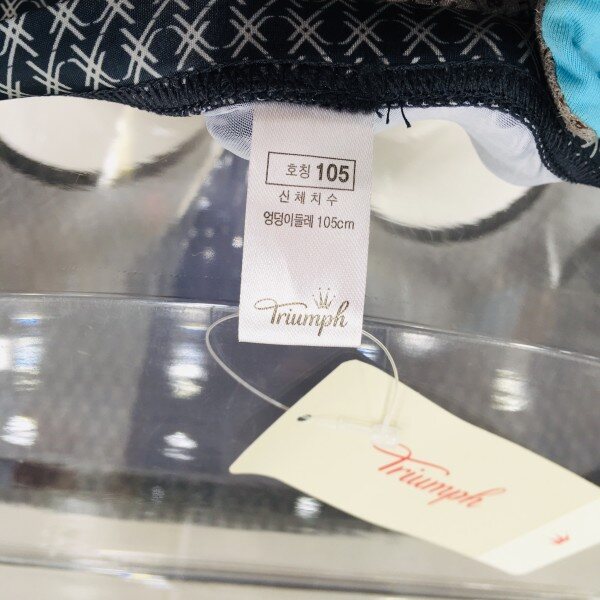 호칭 105
신체치수
엉덩이둘레 105cm
Triumph
Triumph